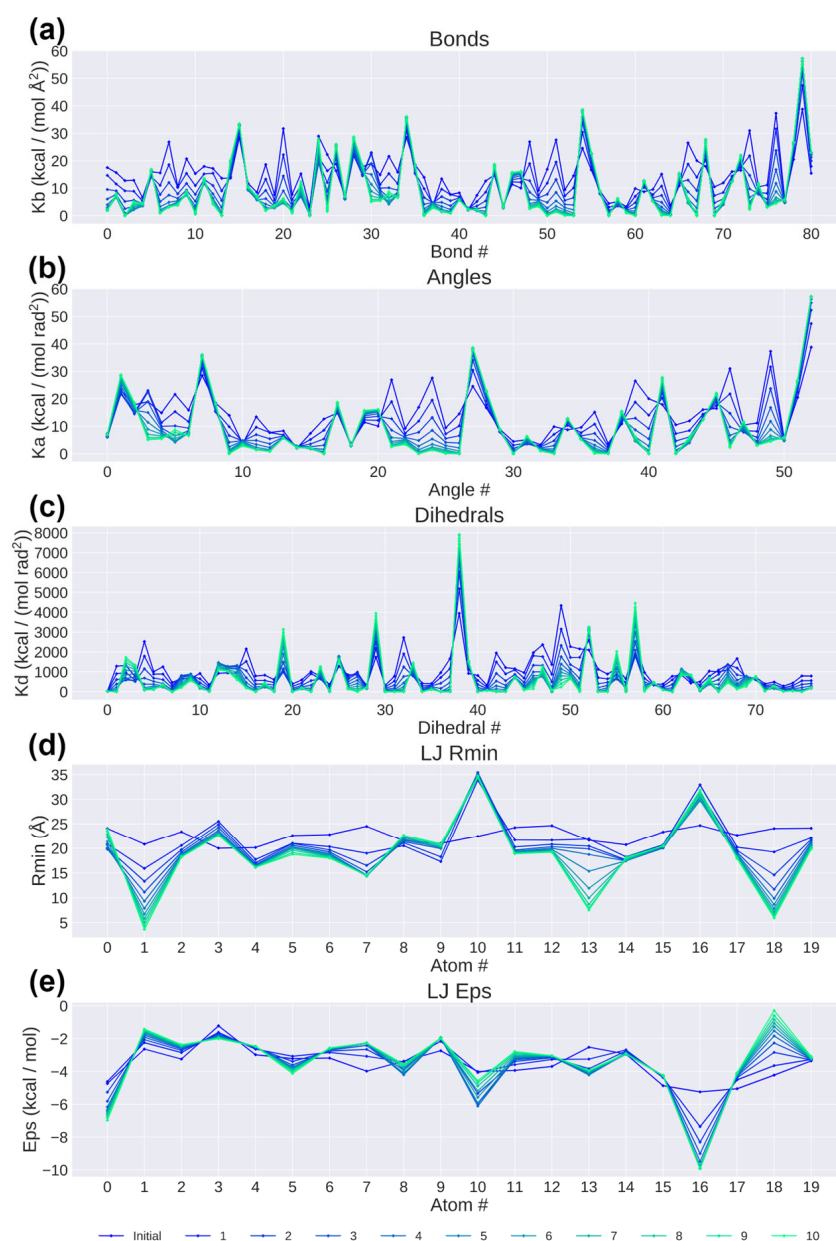 (a)
Bonds
Kb (kcal / (mol Å²))
60
50
40
30
20
10
0
0 10 20 30 40 50 60 70 80
Bond #
(b)
Angles
Ka (kcal / (mol rad²))
60
50
40
30
20
10
0
0 10 20 30 40 50
Angle #
(c)
Dihedrals
Kd (kcal / (mol rad²))
8000
7000
6000
5000
4000
3000
2000
1000
0
0 10 20 30 40 50 60 70
Dihedral #
(d)
LJ Rmin
Rmin (Å)
35
30
25
20
15
10
5
0 1 2 3 4 5 6 7 8 9 10 11 12 13 14 15 16 17 18 19
Atom #
(e)
LJ Eps
Eps (kcal / mol)
0
−2
−4
−6
−8
−10
0 1 2 3 4 5 6 7 8 9 10 11 12 13 14 15 16 17 18 19
Atom #
Initial 1 2 3 4 5 6 7 8 9 10